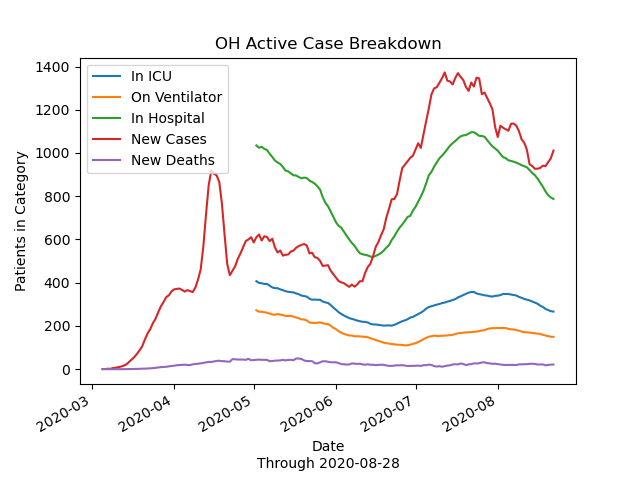 OH Active Case Breakdown
In ICU
On Ventilator
In Hospital
New Cases
New Deaths
Patients in Category
1400
1200
1000
800
600
400
200
0
2020-03
2020-04
2020-05
2020-06
2020-07
2020-08
Date
Through 2020-08-28